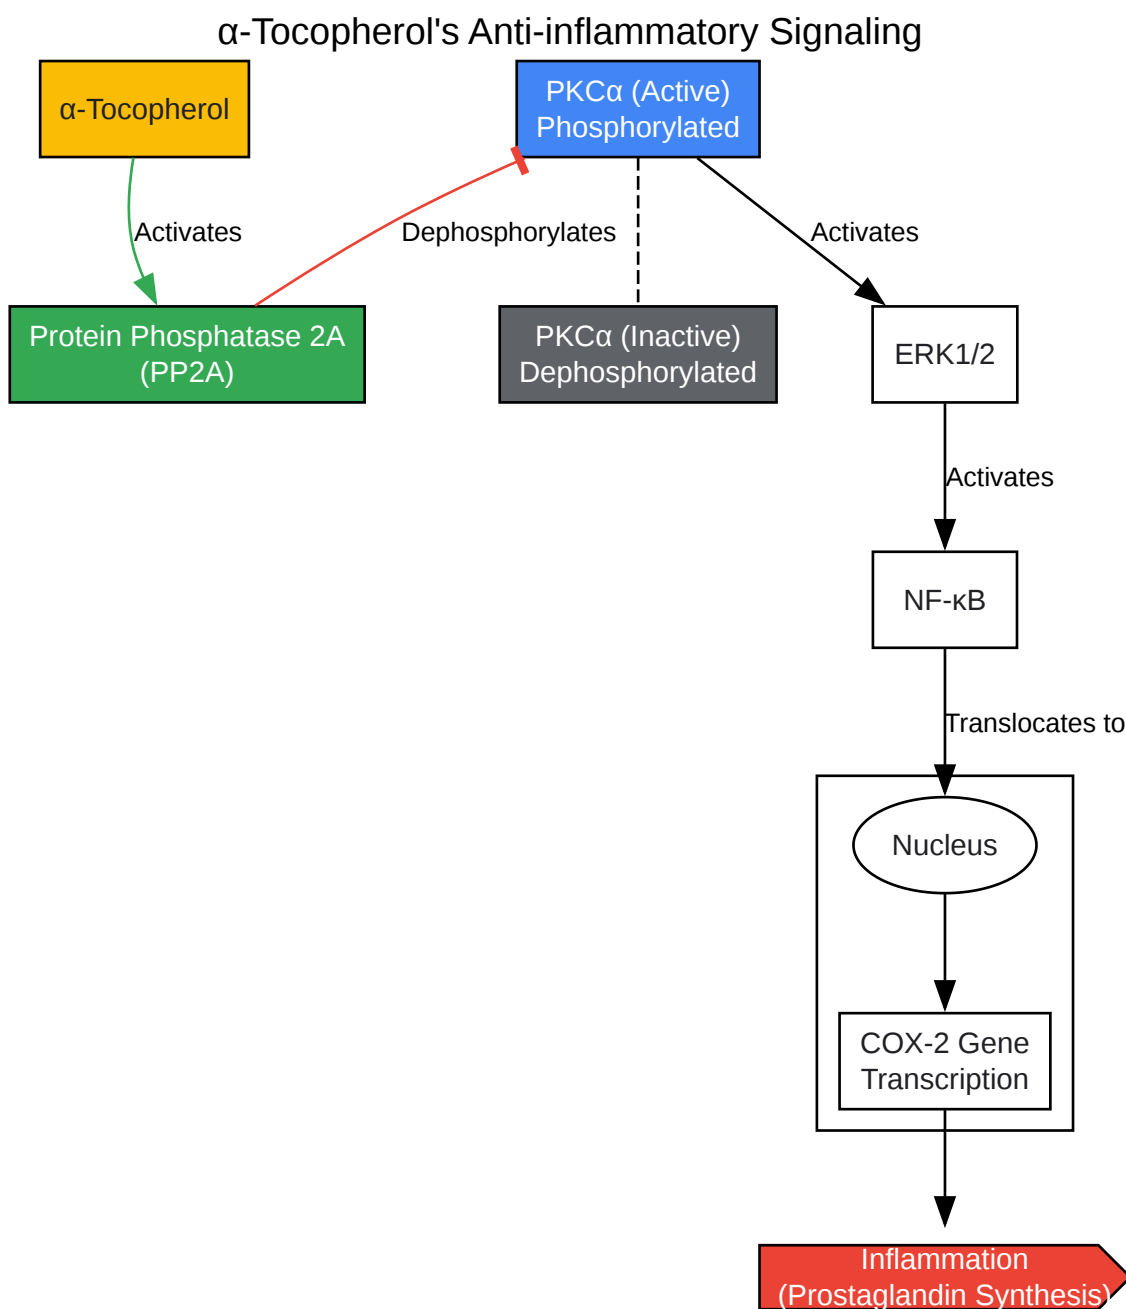 α-Tocopherol's Anti-inflammatory Signaling
α-Tocopherol
PKCα (Active)
Phosphorylated
Activates
Dephosphorylates
Activates
Protein Phosphatase 2A
(PP2A)
PKCα (Inactive)
Dephosphorylated
ERK1/2
Activates
NF-κB
Translocates to
Nucleus
COX-2 Gene
Transcription
Inflammation
(Prostaglandin Synthesis)